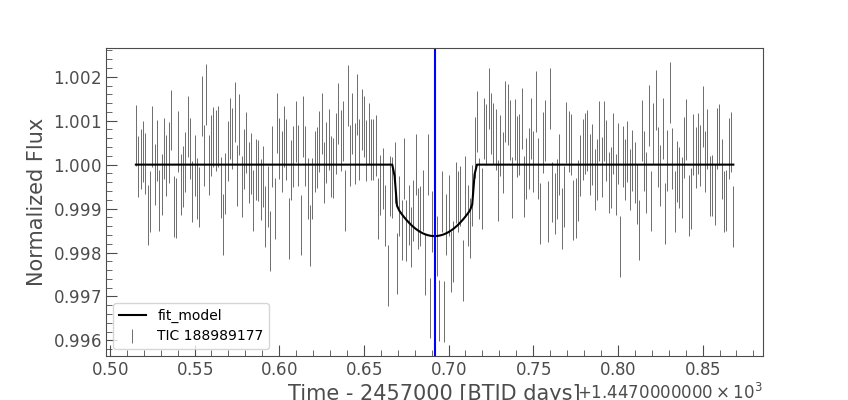 Normalized Flux
1.002
1.001
1.000
0.999
0.998
0.997
0.996
fit_model
TIC 188989177
0.50 0.55 0.60 0.65 0.70 0.75 0.80 0.85
Time - 2457000 [BTJD days]
+1.4470000000 × 10³